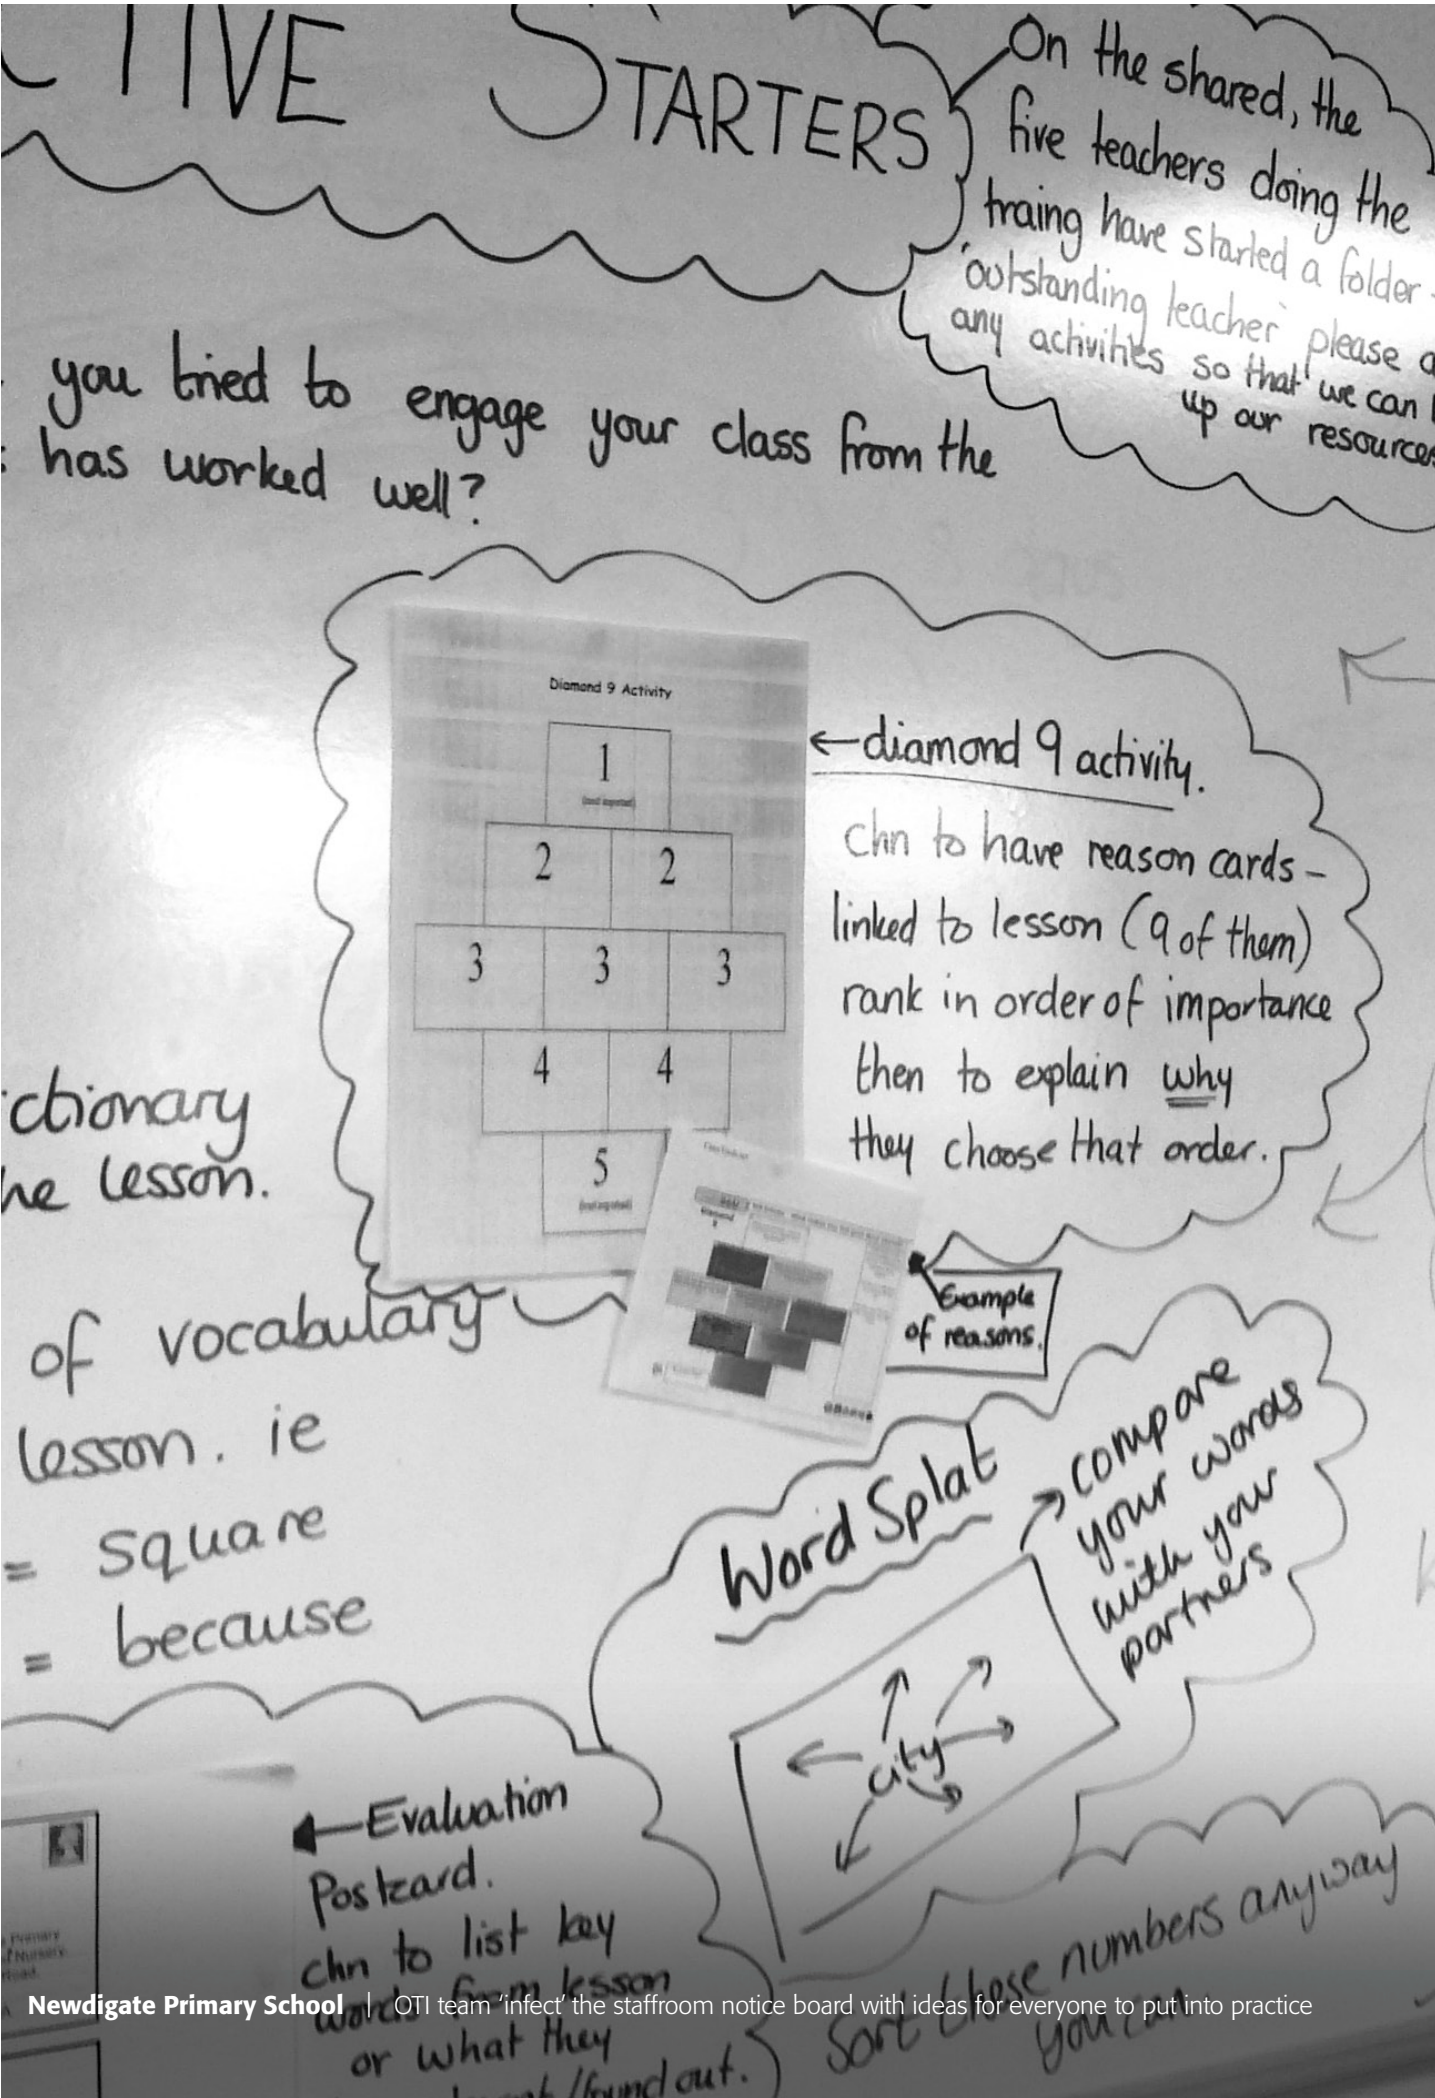 CTIVE STARTERS
On the shared, the
five teachers doing the
traing have started a folder -
'outstanding teacher' please
any activities so that we can
up our resources
you tried to engage your class from the
has worked well?
Diamond 9 Activity
1
2 2
3 3 3
4 4
5
←diamond 9 activity.
Chn to have reason cards –
linked to lesson (9 of them)
rank in order of importance
then to explain why
they choose that order.
Example
of reasons.
ctionary
he lesson.
of vocabulary
lesson. ie
= square
= because
Word Splat
→ compare
your words
with your
partners
city
←Evaluation
Postcard.
chn to list key
words from lesson
or what they
/found out.
Primary
Nursery
Road
Sort these numbers anyway
you can
Newdigate Primary School | OTI team ‘infect’ the staffroom notice board with ideas for everyone to put into practice